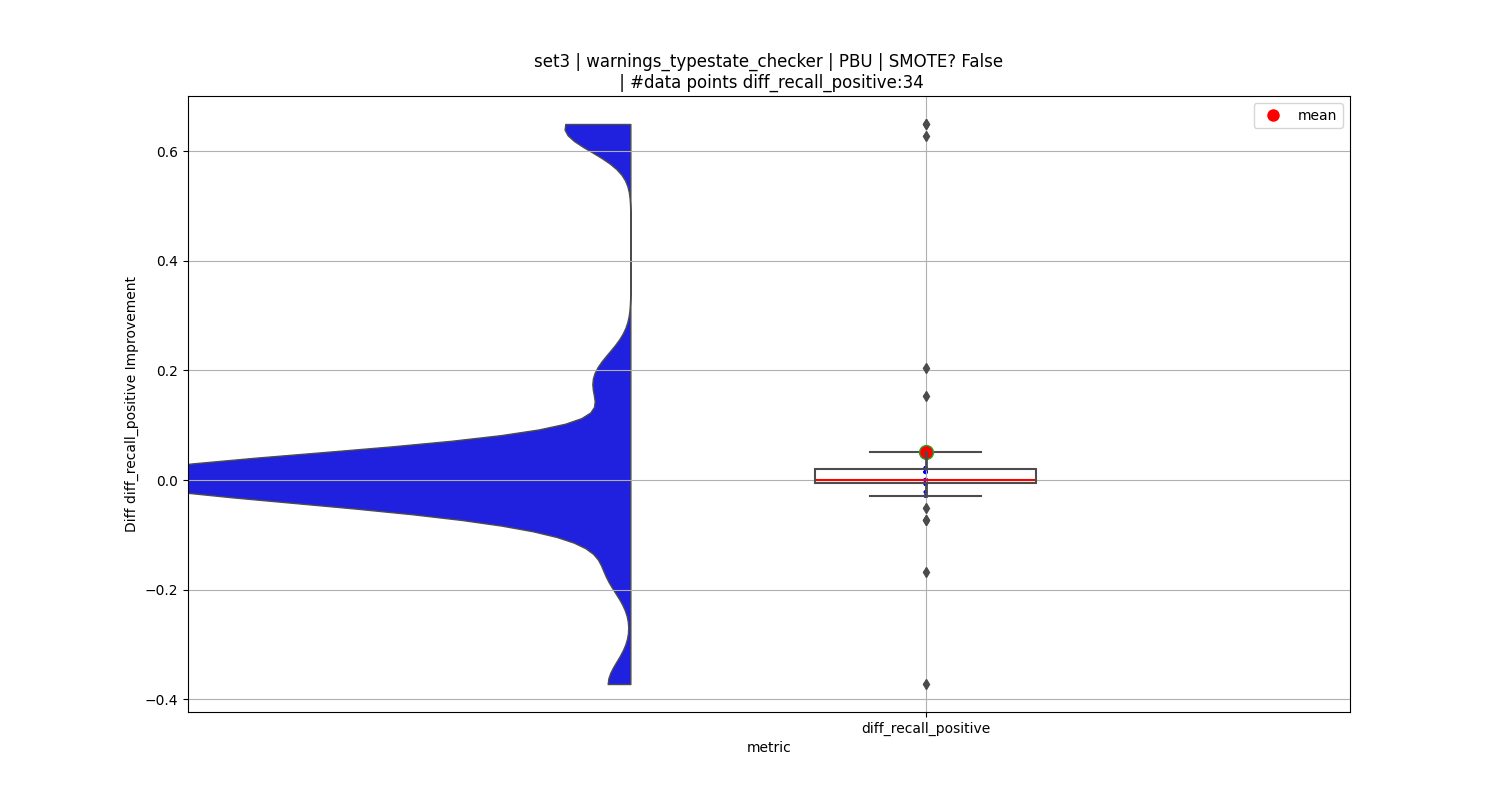 set3 | warnings_typestate_checker | PBU | SMOTE? False
| #data points diff_recall_positive:34
mean
0.6
0.4
0.2
0.0
−0.2
−0.4
Diff diff_recall_positive Improvement
diff_recall_positive
metric